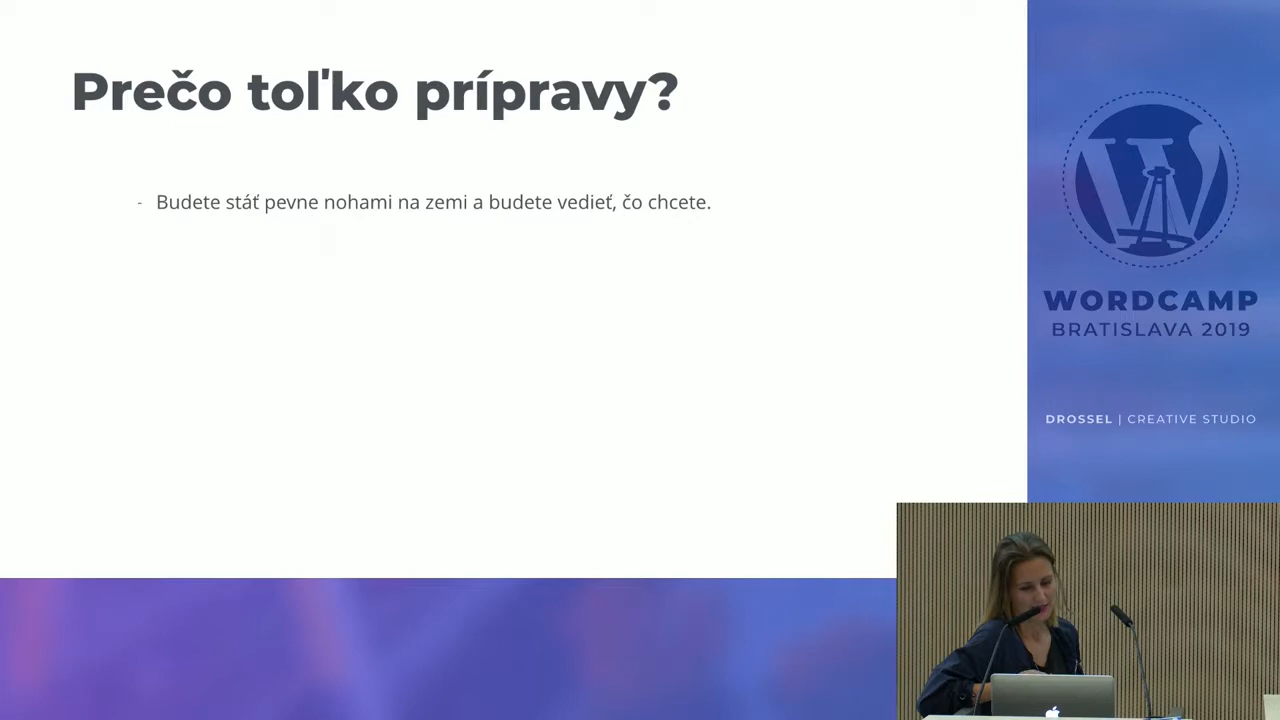 Prečo toľko prípravy?
- Budete stáť pevne nohami na zemi a budete vedieť, čo chcete.
WORDCAMP
BRATISLAVA 2019
DROSSEL | CREATIVE STUDIO